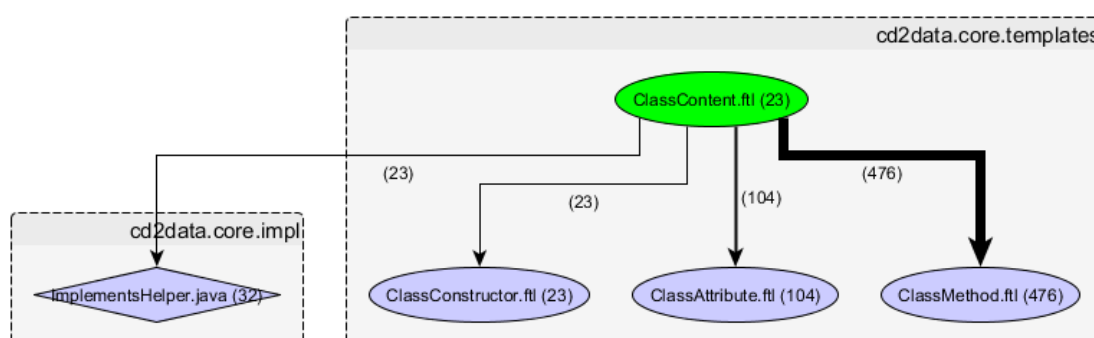 cd2data.core.templates
ClassContent.ftl (23)
(23)
(23)
(104)
(476)
cd2data.core.impl
ImplementsHelper.java (32)
ClassConstructor.ftl (23)
ClassAttribute.ftl (104)
ClassMethod.ftl (476)